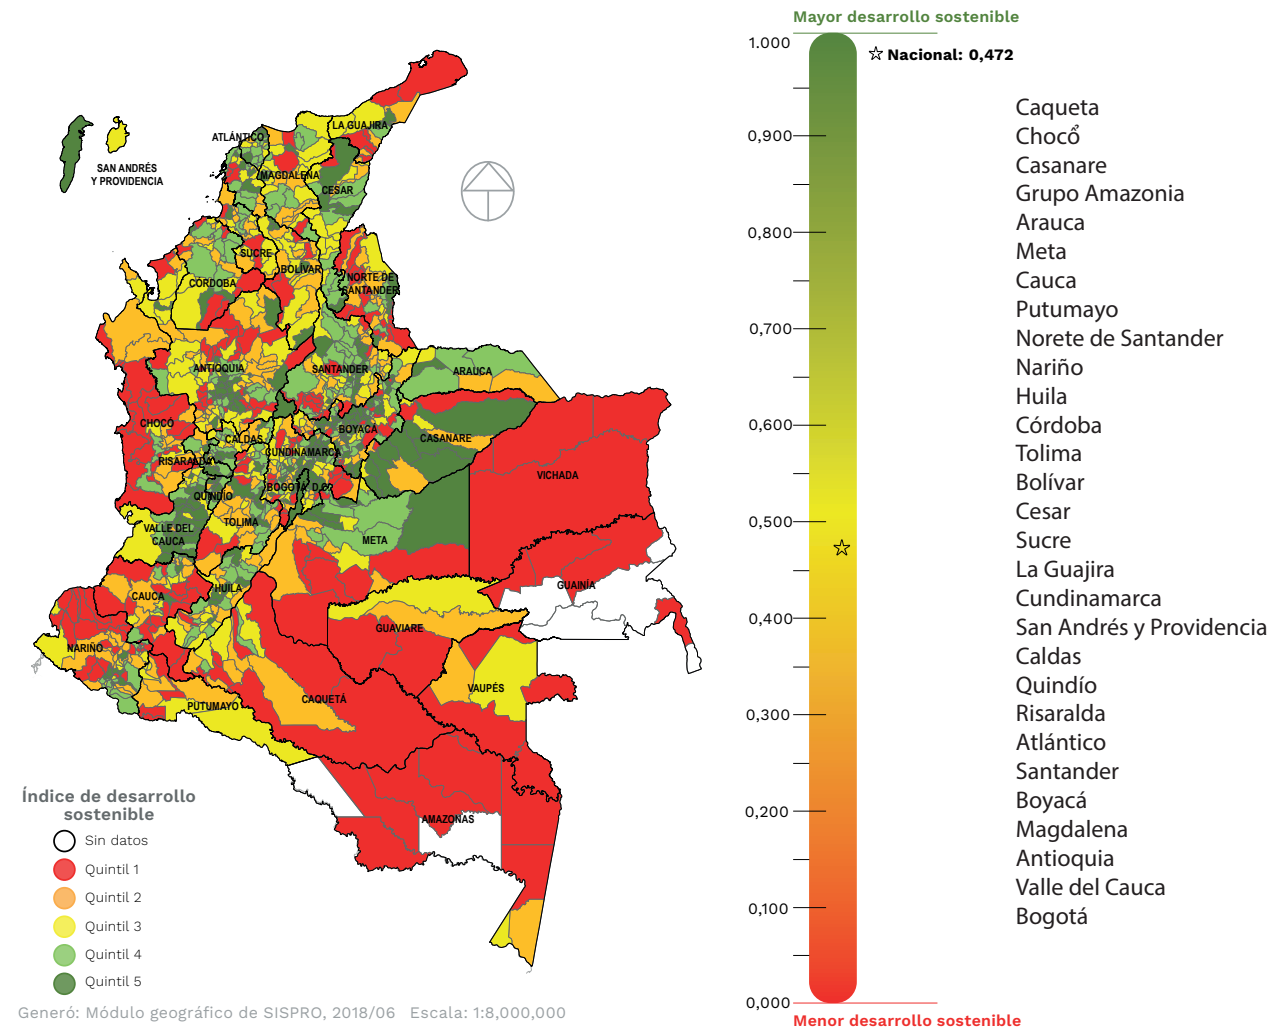 Mayor desarrollo sostenible
1.000
☆ Nacional: 0,472
0,900
0,800
0,700
0,600
0,500
0,400
0,300
0,200
0,100
0,000
Menor desarrollo sostenible
Caqueta
Chocỗ
Casanare
Grupo Amazonia
Arauca
Meta
Cauca
Putumayo
Norete de Santander
Nariño
Huila
Córdoba
Tolima
Bolívar
Cesar
Sucre
La Guajira
Cundinamarca
San Andrés y Providencia
Caldas
Quindío
Risaralda
Atlántico
Santander
Boyacá
Magdalena
Antioquia
Valle del Cauca
Bogotá
SAN ANDRÉS
Y PROVIDENCIA
ATLÁNTICO
LA GUAJIRA
MAGDALENA
CESAR
SUCRE
BOLÍVAR
NORTE DE
SANTANDER
CÓRDOBA
ANTIOQUIA
SANTANDER
ARAUCA
CHOCÓ
CALDAS
BOYACÁ
CASANARE
CUNDINAMARCA
RISARALDA
VICHADA
QUINDÍO
BOGOTÁ D.C.
TOLIMA
VALLE DEL
CAUCA
META
GUAINÍA
HUILA
CAUCA
GUAVIARE
NARIÑO
VAUPÉS
CAQUETÁ
PUTUMAYO
AMAZONAS
Índice de desarrollo
sostenible
Sin datos
Quintil 1
Quintil 2
Quintil 3
Quintil 4
Quintil 5
Generó: Módulo geográfico de SISPRO, 2018/06 Escala: 1:8,000,000